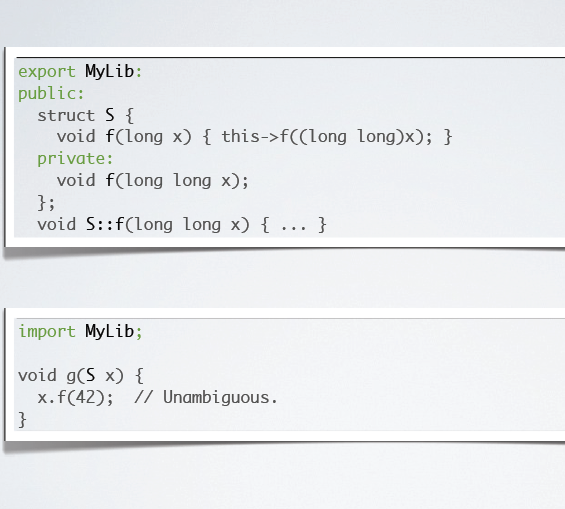 export MyLib:
public:
  struct S {
    void f(long x) { this->f((long long)x); }
  private:
    void f(long long x);
  };
  void S::f(long long x) { ... }
import MyLib;
void g(S x) {
  x.f(42);  // Unambiguous.
}